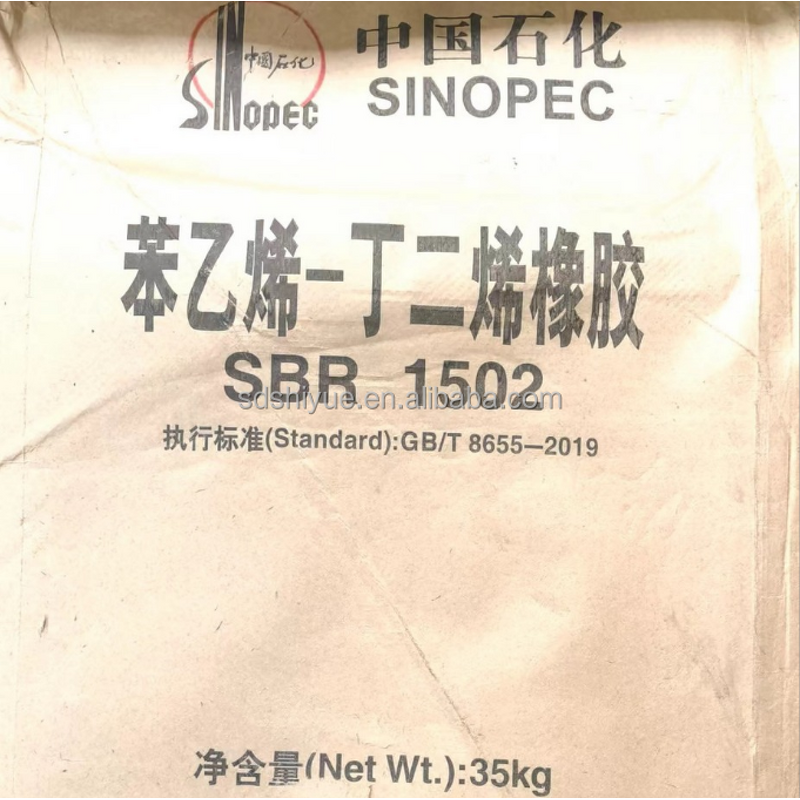 中国石化
SINOPEC
中国石化
SINOPEC
苯乙烯-丁二烯橡胶
SBR 1502
sdshiyue.en.alibaba.com
执行标准(Standard):GB/T 8655-2019
净含量(Net Wt.):35kg